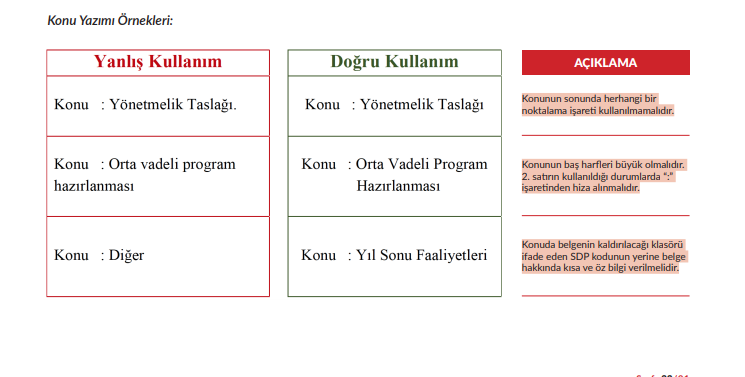 Konu Yazımı Örnekleri:
Yanlış Kullanım
Doğru Kullanım
AÇIKLAMA
Konu : Yönetmelik Taslağı.
Konu : Yönetmelik Taslağı
Konunun sonunda herhangi bir
noktalama işareti kullanılmamalıdır.
Konu : Orta vadeli program
hazırlanması
Konu : Orta Vadeli Program
Hazırlanması
Konunun baş harfleri büyük olmalıdır.
2. satırın kullanıldığı durumlarda “:”
işaretinden hiza alınmalıdır.
Konu : Diğer
Konu : Yıl Sonu Faaliyetleri
Konuda belgenin kaldırılacağı klasörü
ifade eden SDP kodunun yerine belge
hakkında kısa ve öz bilgi verilmelidir.